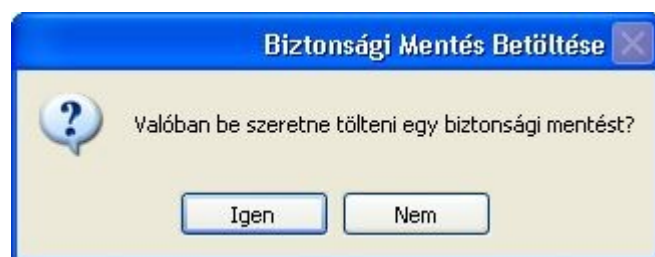 Biztonsági Mentés Betöltése
Valóban be szeretne tölteni egy biztonsági mentést?
Igen
Nem